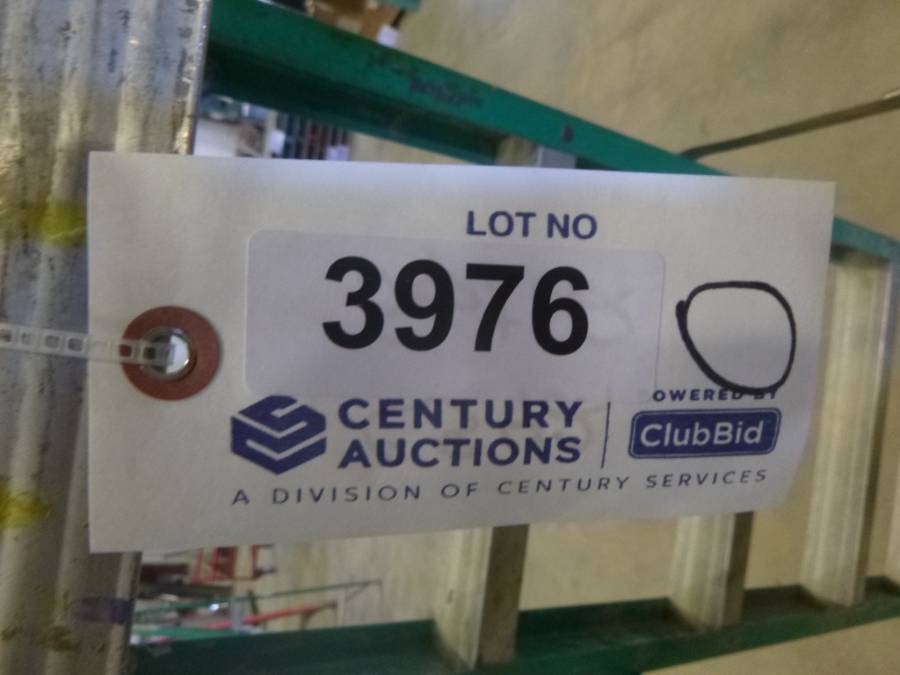 LOT NO
3976
CENTURY
AUCTIONS
POWERED BY
ClubBid
A DIVISION OF CENTURY SERVICES